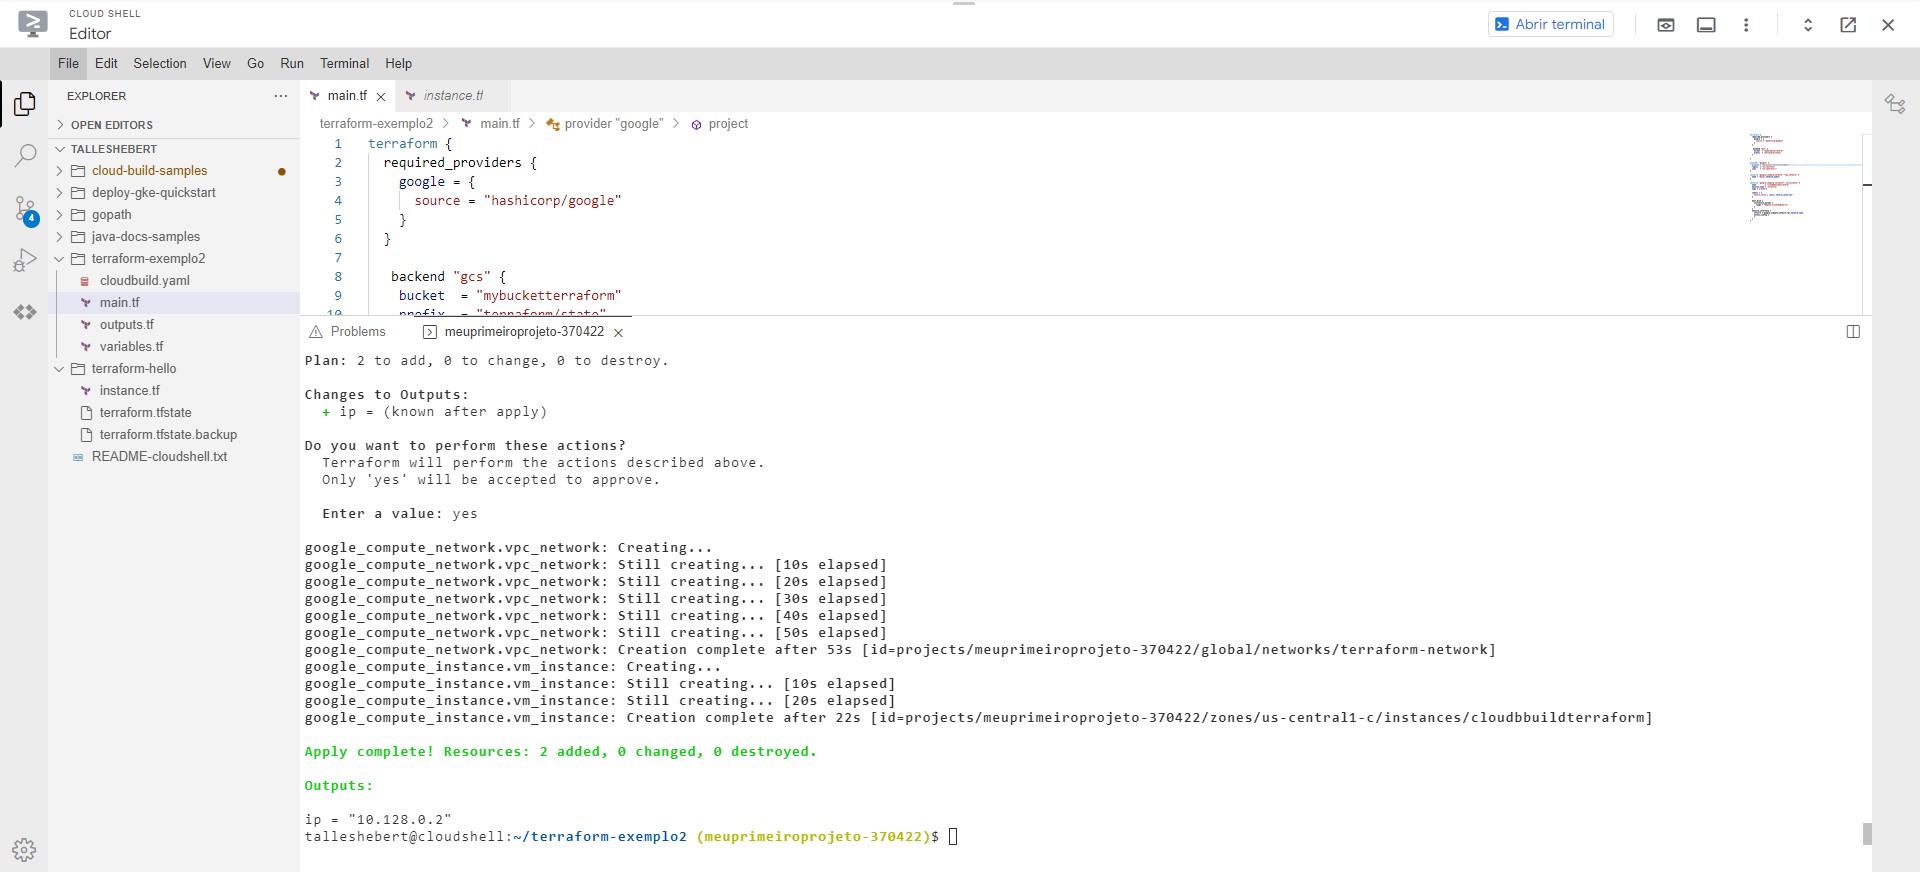 CLOUD SHELL
Editor
Abrir terminal
File Edit Selection View Go Run Terminal Help
EXPLORER
OPEN EDITORS
TALLESHEBERT
cloud-build-samples
deploy-gke-quickstart
gopath
java-docs-samples
terraform-exemplo2
cloudbuild.yaml
main.tf
outputs.tf
variables.tf
terraform-hello
instance.tf
terraform.tfstate
terraform.tfstate.backup
README-cloudshell.txt
4
main.tf instance.tf
terraform-exemplo2 > main.tf > provider "google" > project
1 terraform {
2 required_providers {
3 google = {
4 source = "hashicorp/google"
5 }
6 }
7
8 backend "gcs" {
9 bucket = "mybucketterraform"
10 prefix = "terraform/state"
Problems meuprimeiroprojeto-370422
Plan: 2 to add, 0 to change, 0 to destroy.
Changes to Outputs:
+ ip = (known after apply)
Do you want to perform these actions?
Terraform will perform the actions described above.
Only 'yes' will be accepted to approve.
Enter a value: yes
google_compute_network.vpc_network: Creating...
google_compute_network.vpc_network: Still creating... [10s elapsed]
google_compute_network.vpc_network: Still creating... [20s elapsed]
google_compute_network.vpc_network: Still creating... [30s elapsed]
google_compute_network.vpc_network: Still creating... [40s elapsed]
google_compute_network.vpc_network: Still creating... [50s elapsed]
google_compute_network.vpc_network: Creation complete after 53s [id=projects/meuprimeiroprojeto-370422/global/networks/terraform-network]
google_compute_instance.vm_instance: Creating...
google_compute_instance.vm_instance: Still creating... [10s elapsed]
google_compute_instance.vm_instance: Still creating... [20s elapsed]
google_compute_instance.vm_instance: Creation complete after 22s [id=projects/meuprimeiroprojeto-370422/zones/us-central1-c/instances/cloudbbuildterraform]
Apply complete! Resources: 2 added, 0 changed, 0 destroyed.
Outputs:
ip = "10.128.0.2"
talleshebert@cloudshell:~/terraform-exemplo2 (meuprimeiroprojeto-370422)$